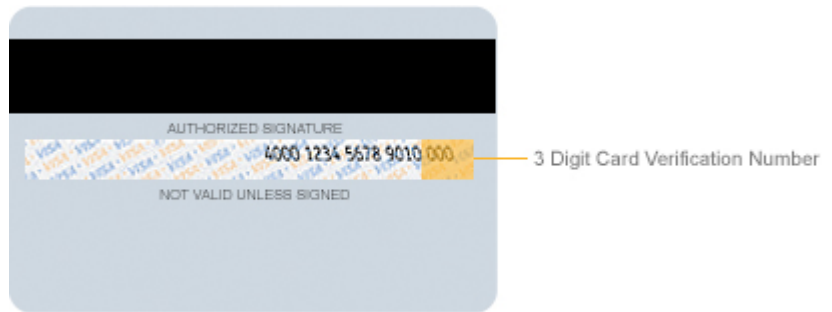 AUTHORIZED SIGNATURE
4000 1234 5678 9010 000
3 Digit Card Verification Number
NOT VALID UNLESS SIGNED